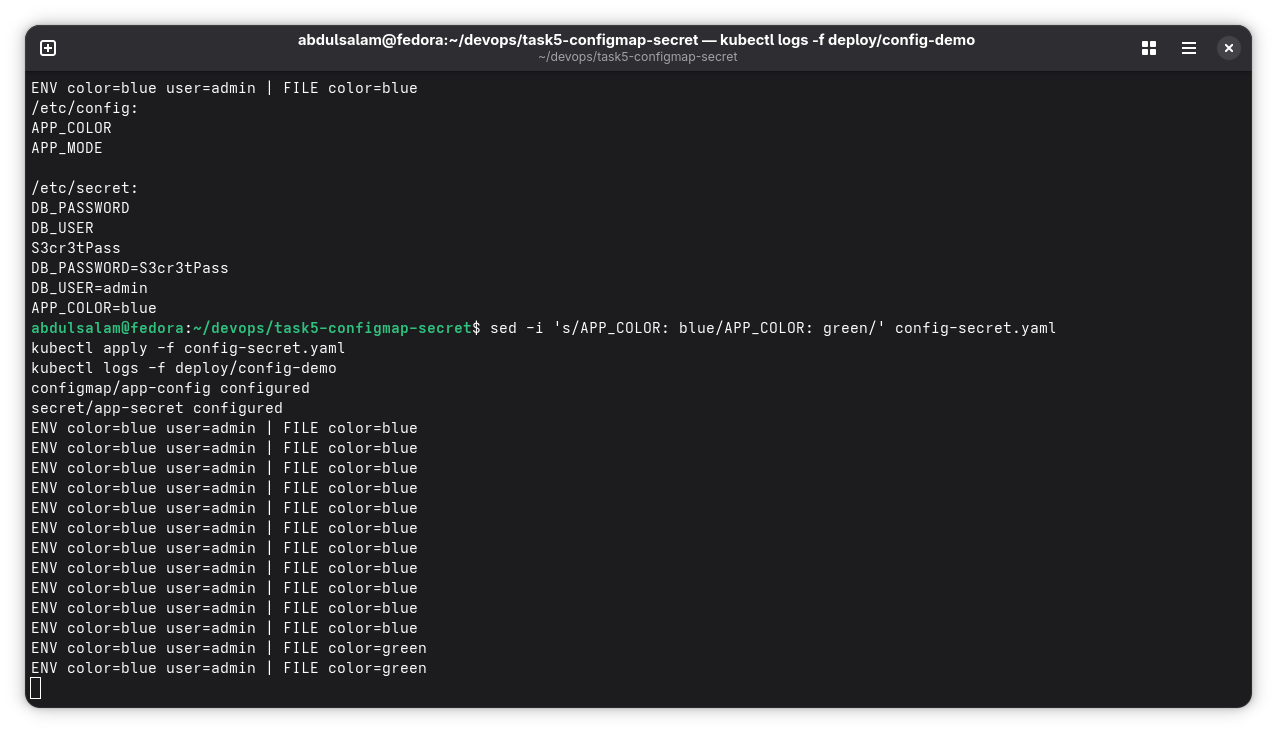 abdulsalam@fedora:~/devops/task5-configmap-secret — kubectl logs -f deploy/config-demo
~/devops/task5-configmap-secret
ENV color=blue user=admin | FILE color=blue
/etc/config:
APP_COLOR
APP_MODE

/etc/secret:
DB_PASSWORD
DB_USER
S3cr3tPass
DB_PASSWORD=S3cr3tPass
DB_USER=admin
APP_COLOR=blue
abdulsalam@fedora:~/devops/task5-configmap-secret$ sed -i 's/APP_COLOR: blue/APP_COLOR: green/' config-secret.yaml
kubectl apply -f config-secret.yaml
kubectl logs -f deploy/config-demo
configmap/app-config configured
secret/app-secret configured
ENV color=blue user=admin | FILE color=blue
ENV color=blue user=admin | FILE color=blue
ENV color=blue user=admin | FILE color=blue
ENV color=blue user=admin | FILE color=blue
ENV color=blue user=admin | FILE color=blue
ENV color=blue user=admin | FILE color=blue
ENV color=blue user=admin | FILE color=blue
ENV color=blue user=admin | FILE color=blue
ENV color=blue user=admin | FILE color=blue
ENV color=blue user=admin | FILE color=blue
ENV color=blue user=admin | FILE color=blue
ENV color=blue user=admin | FILE color=green
ENV color=blue user=admin | FILE color=green